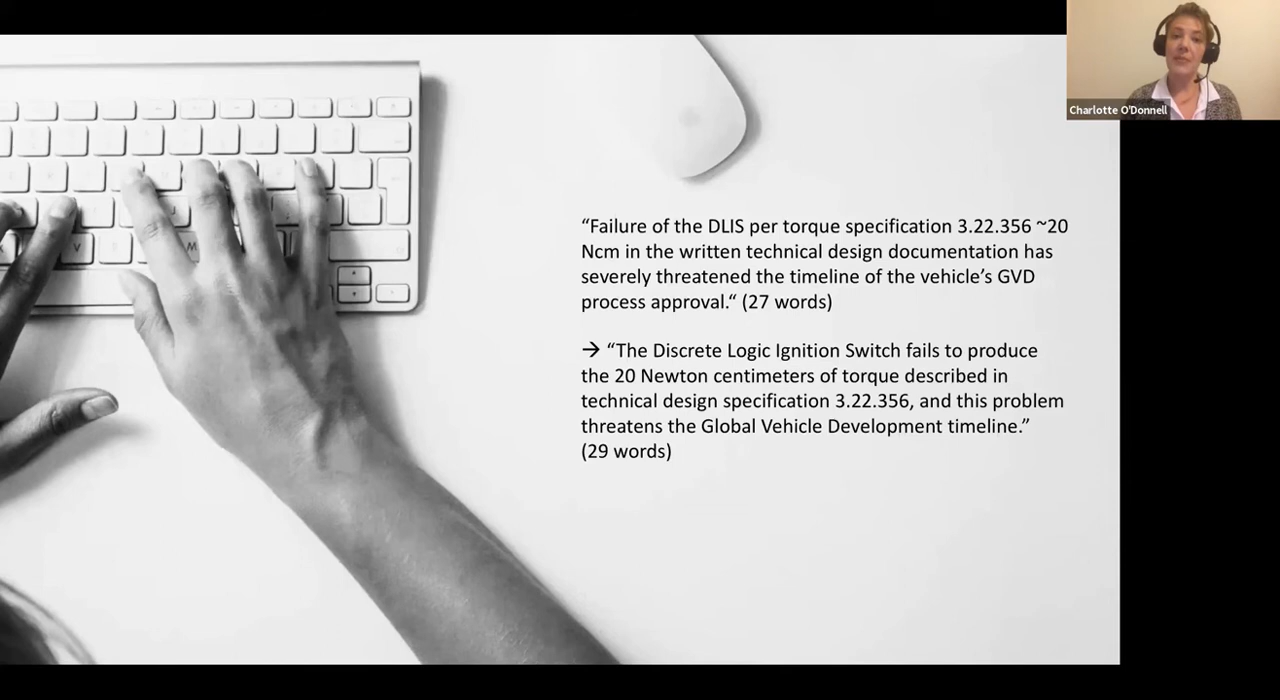 Charlotte O'Donnell
“Failure of the DLIS per torque specification 3.22.356 ~20
Ncm in the written technical design documentation has
severely threatened the timeline of the vehicle’s GVD
process approval.“ (27 words)
→ “The Discrete Logic Ignition Switch fails to produce
the 20 Newton centimeters of torque described in
technical design specification 3.22.356, and this problem
threatens the Global Vehicle Development timeline.”
(29 words)
V
M